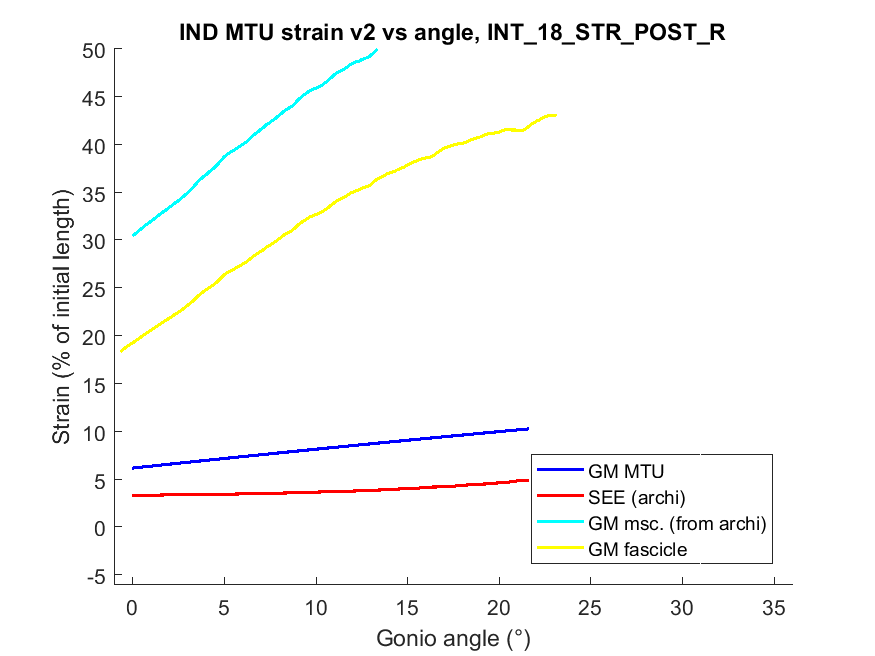 IND MTU strain v2 vs angle, INT_18_STR_POST_R
50
45
40
35
30
25
20
15
10
5
0
-5
Strain (% of initial length)
GM MTU
SEE (archi)
GM msc. (from archi)
GM fascicle
0 5 10 15 20 25 30 35
Gonio angle (°)